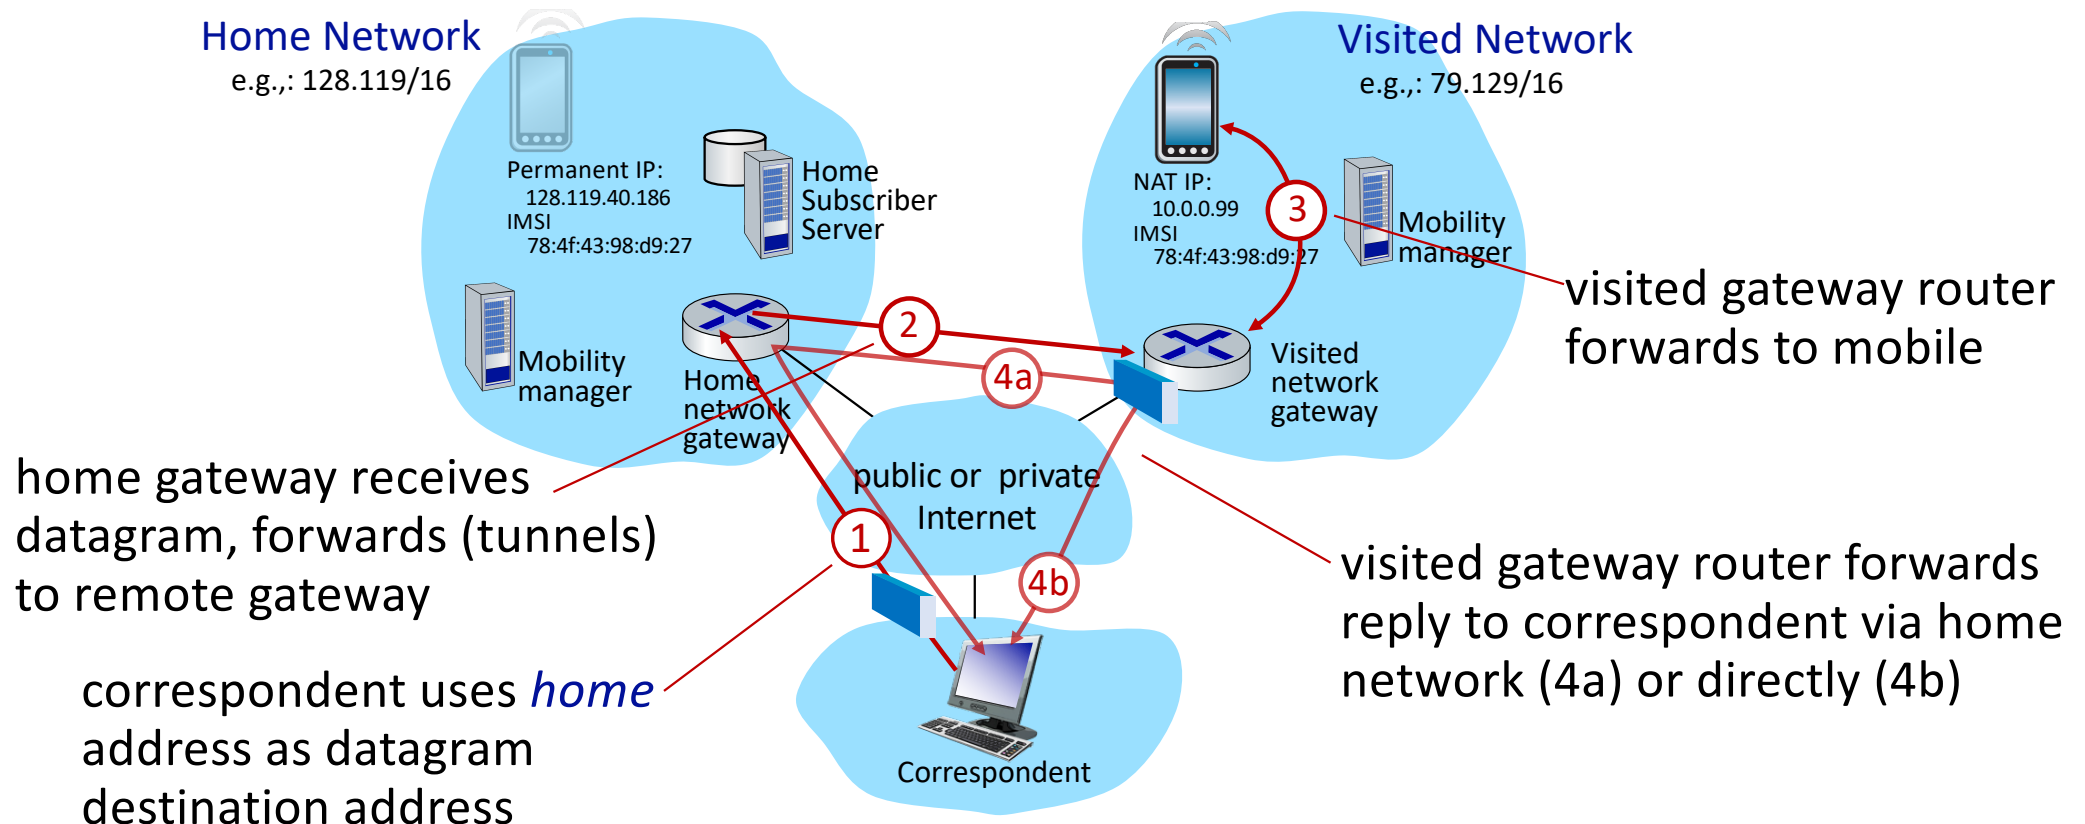 Home Network
e.g.,: 128.119/16
Permanent IP:
128.119.40.186
IMSI
78:4f:43:98:d9:27
Home
Subscriber
Server
Mobility
manager
Home
network
gateway
Visited Network
e.g.,: 79.129/16
NAT IP:
10.0.0.99
IMSI
78:4f:43:98:d9:27
Mobility
manager
Visited
network
gateway
1
2
3
4a
4b
public or private
Internet
Correspondent
home gateway receives
datagram, forwards (tunnels)
to remote gateway
correspondent uses home
address as datagram
destination address
visited gateway router
forwards to mobile
visited gateway router forwards
reply to correspondent via home
network (4a) or directly (4b)